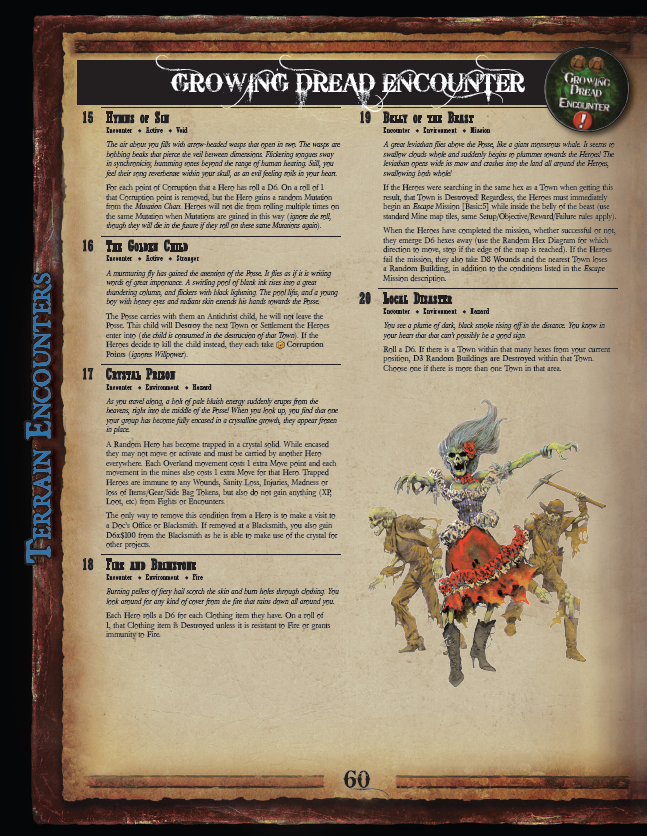 GROWING DREAD ENCOUNTER
GROWING
DREAD
ENCOUNTER
!
TERRAIN ENCOUNTERS
15 HYMNS OF SIN
Encounter • Active • Void
The air about you fills with arrow-headed wasps that open in two. The wasps are
bobbing beaks that pierce the veil between dimensions. Flickering tongues sway
in synchronicity, humming tones beyond the range of human hearing. Still, you
feel their song reverberate within your skull, as an evil feeling roils in your heart.
For each point of Corruption that a Hero has roll a D6. On a roll of 1
that Corruption point is removed, but the Hero gains a random Mutation
from the Mutation Chart. Heroes will not die from rolling multiple times on
the same Mutation when Mutations are gained in this way (ignore the roll,
though they will die in the future if they roll on these same Mutations again).
16 THE GOLDEN CHILD
Encounter • Active • Stranger
A murmuring fly has gained the attention of the Posse. It flies as if it is writing
words of great importance. A swirling pool of black ink rises into a great
thundering column, and flickers with black lightning. The pool lifts, and a young
boy with honey eyes and radiant skin extends his hands towards the Posse.
The Posse carries with them an Antichrist child, he will not leave the
Posse. This child will Destroy the next Town or Settlement the Heroes
enter into (the child is consumed in the destruction of that Town). If the
Heroes decide to kill the child instead, they each take Corruption
Points (ignores Willpower).
17 CRYSTAL PRISON
Encounter • Environment • Hazard
As you travel along, a bolt of pale bluish energy suddenly erupts from the
heavens, right into the middle of the Posse! When you look up, you find that one
your group has become fully encased in a crystalline growth, they appear frozen
in place.
A Random Hero has become trapped in a crystal solid. While encased
they may not move or activate and must be carried by another Hero
everywhere. Each Overland movement costs 1 extra Move point and each
movement in the mines also costs 1 extra Move for that Hero. Trapped
Heroes are immune to any Wounds, Sanity Loss, Injuries, Madness or
loss of Items/Gear/Side Bag Tokens, but also do not gain anything (XP,
Loot, etc) from Fights or Encounters.
The only way to remove this condition from a Hero is to make a visit to
a Doc's Office or Blacksmith. If removed at a Blacksmith, you also gain
D6x$100 from the Blacksmith as he is able to make use of the crystal for
other projects.
18 FIRE AND BRIMSTONE
Encounter • Environment • Fire
Burning pellets of fiery hail scorch the skin and burn holes through clothing. You
look around for any kind of cover from the fire that rains down all around you.
Each Hero rolls a D6 for each Clothing item they have. On a roll of
1, that Clothing item is Destroyed unless it is resistant to Fire or grants
immunity to Fire.
19 BELLY OF THE BEAST
Encounter • Environment • Mission
A great leviathan flies above the Posse, like a giant monstrous whale. It seems to
swallow clouds whole and suddenly begins to plummet towards the Heroes! The
leviathan opens wide its maw and crashes into the land all around the Heroes,
swallowing both whole!
If the Heroes were searching in the same hex as a Town when getting this
result, that Town is Destroyed! Regardless, the Heroes must immediately
begin an Escape Mission [Basic:5] while inside the belly of the beast (use
standard Mine map tiles, same Setup/Objective/Reward/Failure rules apply).
When the Heroes have completed the mission, whether successful or not,
they emerge D6 hexes away (use the Random Hex Diagram for which
direction to move, stop if the edge of the map is reached). If the Heroes
fail the mission, they also take D8 Wounds and the nearest Town loses
a Random Building, in addition to the conditions listed in the Escape
Mission description.
20 LOCAL DISASTER
Encounter • Environment • Hazard
You see a plume of dark, black smoke rising off in the distance. You know in
your heart that that can't possibly be a good sign.
Roll a D6. If there is a Town within that many hexes from your current
position, D3 Random Buildings are Destroyed within that Town.
Choose one if there is more than one Town in that area.
60